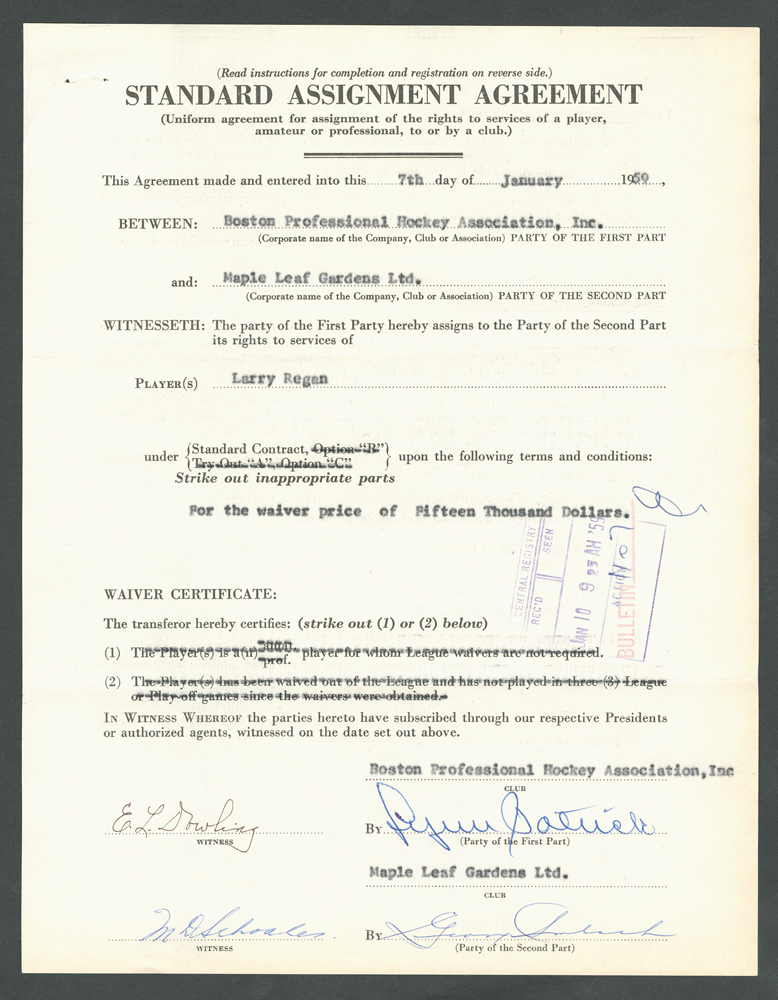 (Read instructions for completion and registration on reverse side.)
STANDARD ASSIGNMENT AGREEMENT
(Uniform agreement for assignment of the rights to services of a player,
amateur or professional, to or by a club.)
This Agreement made and entered into this 7th day of January 1959,
BETWEEN: Boston Professional Hockey Association, Inc.
(Corporate name of the Company, Club or Association) PARTY OF THE FIRST PART
and: Maple Leaf Gardens Ltd.
(Corporate name of the Company, Club or Association) PARTY OF THE SECOND PART
WITNESSETH: The party of the First Party hereby assigns to the Party of the Second Part
its rights to services of
PLAYER(S) Larry Regan
under {Standard Contract, Option "B"}
{Try-Out "A", Option "C"} upon the following terms and conditions:
Strike out inappropriate parts
For the waiver price of Fifteen Thousand Dollars.
CENTRAL REGISTRY
REC'D SEEN
JAN 10 9 25 AM '59
ACTION
BULLETIN
WAIVER CERTIFICATE:
The transferor hereby certifies: (strike out (1) or (2) below)
(1) The Player(s) is a(n) amat. prof. player for whom League waivers are not required.
(2) The Player(s) has been waived out of the League and has not played in three (3) League
or Play-off games since the waivers were obtained.
IN WITNESS WHEREOF the parties hereto have subscribed through our respective Presidents
or authorized agents, witnessed on the date set out above.
Boston Professional Hockey Association, Inc
CLUB
E. L. Dowling
WITNESS
BY Lynn Patrick
(Party of the First Part)
Maple Leaf Gardens Ltd.
CLUB
M D Schoales
WITNESS
BY
(Party of the Second Part)